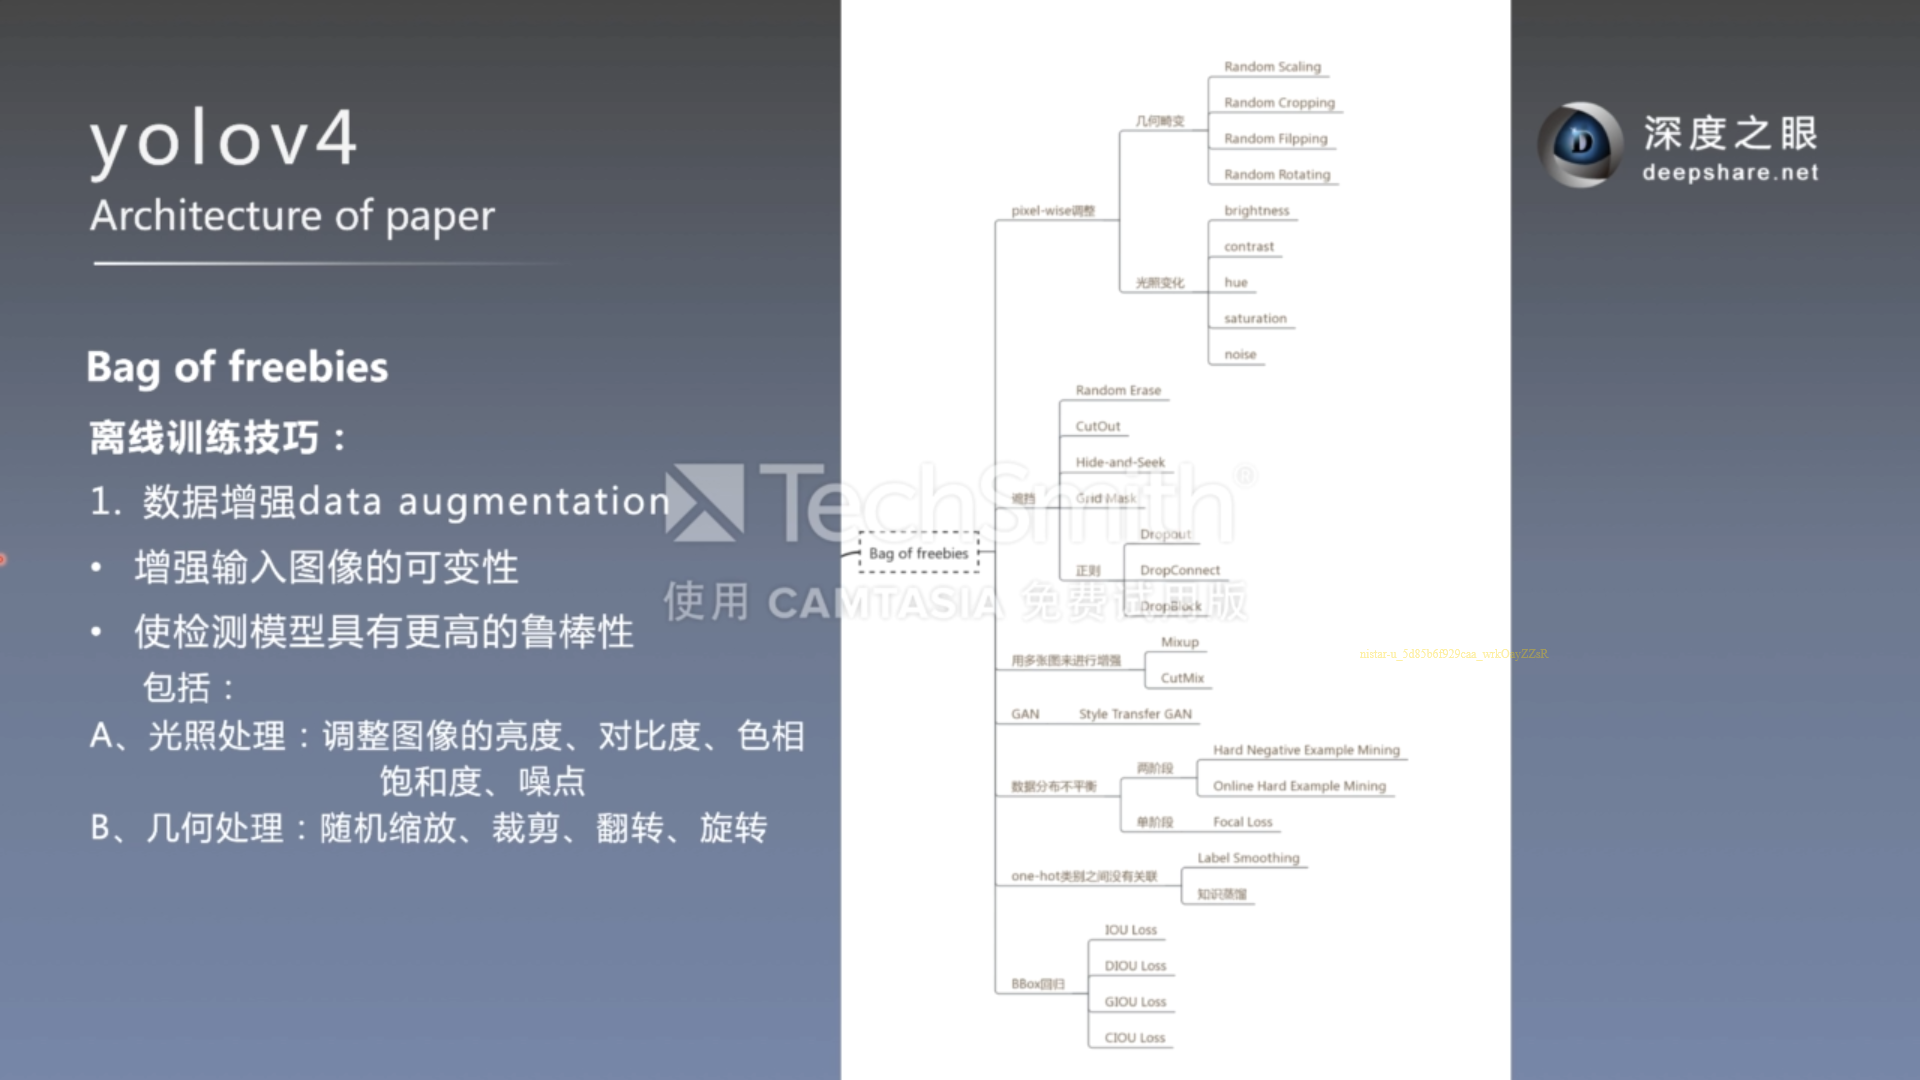 yolov4
Architecture of paper
Bag of freebies
离线训练技巧：
1. 数据增强data augmentation
• 增强输入图像的可变性
• 使检测模型具有更高的鲁棒性
包括：
A、光照处理：调整图像的亮度、对比度、色相
饱和度、噪点
B、几何处理：随机缩放、裁剪、翻转、旋转
Bag of freebies
pixel-wise调整
几何畸变
Random Scaling
Random Cropping
Random Filpping
Random Rotating
光照变化
brightness
contrast
hue
saturation
noise
遮挡
Random Erase
CutOut
Hide-and-Seek
Grid Mask
正则
Dropout
DropConnect
DropBlock
用多张图来进行增强
Mixup
CutMix
GAN
Style Transfer GAN
数据分布不平衡
两阶段
Hard Negative Example Mining
Online Hard Example Mining
单阶段
Focal Loss
one-hot类别之间没有关联
Label Smoothing
知识蒸馏
BBox回归
IOU Loss
DIOU Loss
GIOU Loss
CIOU Loss
深度之眼
deepshare.net
TechSmith®
使用 CAMTASIA 免费试用版